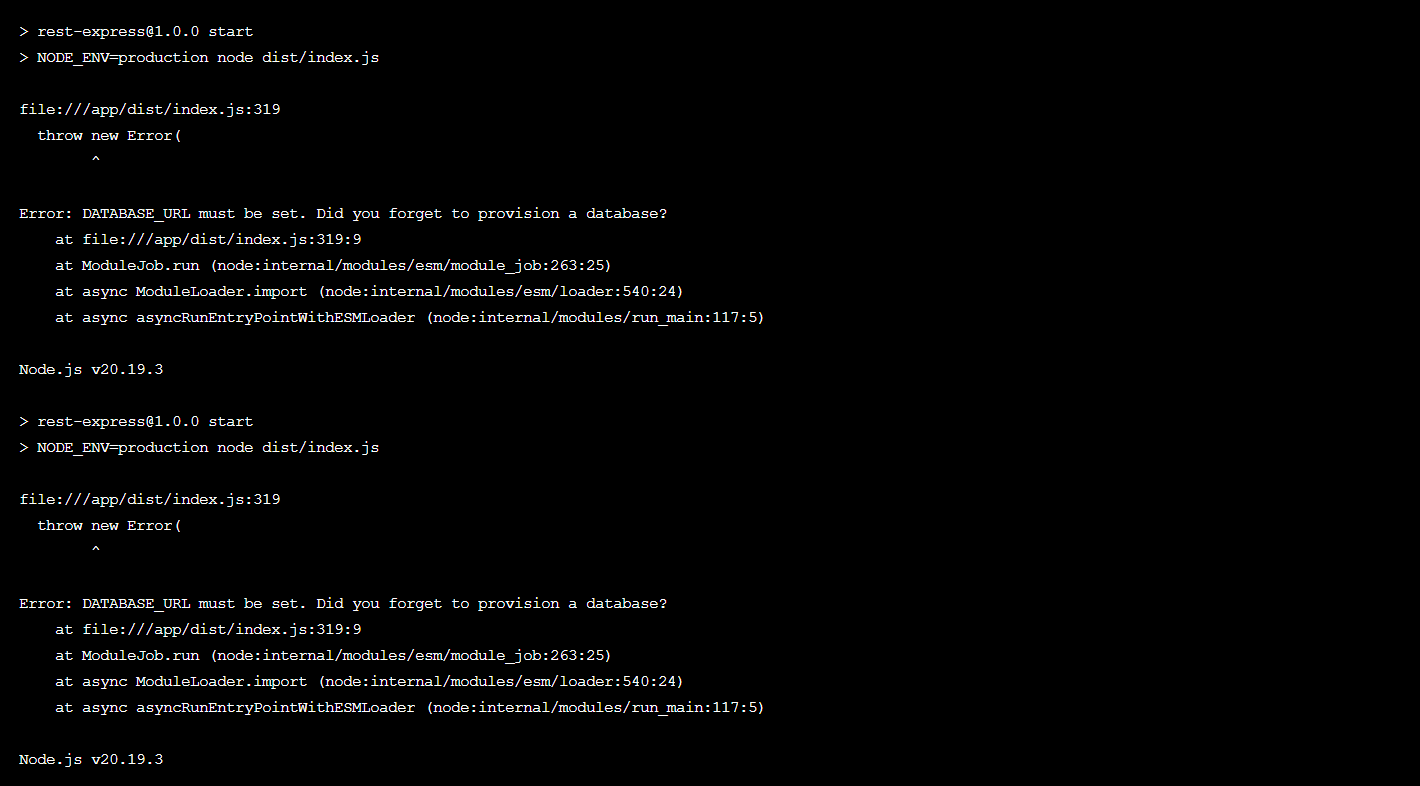 > rest-express@1.0.0 start
> NODE_ENV=production node dist/index.js
file:///app/dist/index.js:319
  throw new Error(
        ^
Error: DATABASE_URL must be set. Did you forget to provision a database?
    at file:///app/dist/index.js:319:9
    at ModuleJob.run (node:internal/modules/esm/module_job:263:25)
    at async ModuleLoader.import (node:internal/modules/esm/loader:540:24)
    at async asyncRunEntryPointWithESMLoader (node:internal/modules/run_main:117:5)
Node.js v20.19.3
> rest-express@1.0.0 start
> NODE_ENV=production node dist/index.js
file:///app/dist/index.js:319
  throw new Error(
        ^
Error: DATABASE_URL must be set. Did you forget to provision a database?
    at file:///app/dist/index.js:319:9
    at ModuleJob.run (node:internal/modules/esm/module_job:263:25)
    at async ModuleLoader.import (node:internal/modules/esm/loader:540:24)
    at async asyncRunEntryPointWithESMLoader (node:internal/modules/run_main:117:5)
Node.js v20.19.3